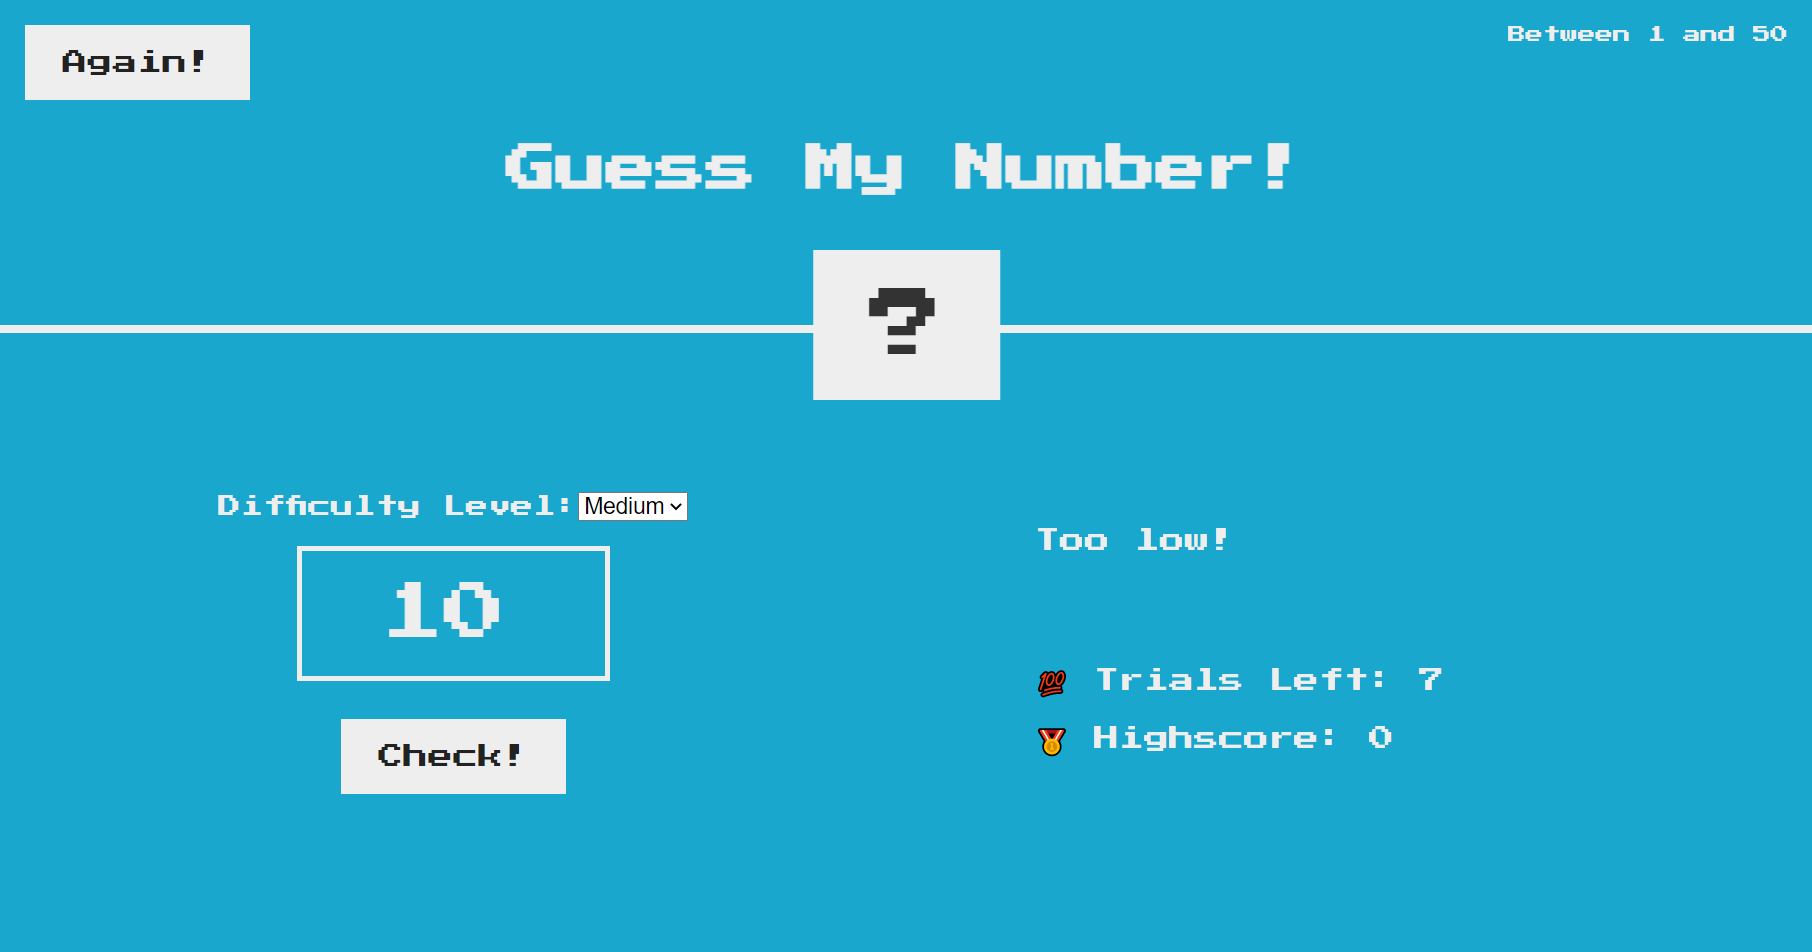 Again!
Between 1 and 50
Guess My Number!
?
Difficulty Level: Medium
10
Check!
Too low!
💯 Trials Left: 7
🥇 Highscore: 0